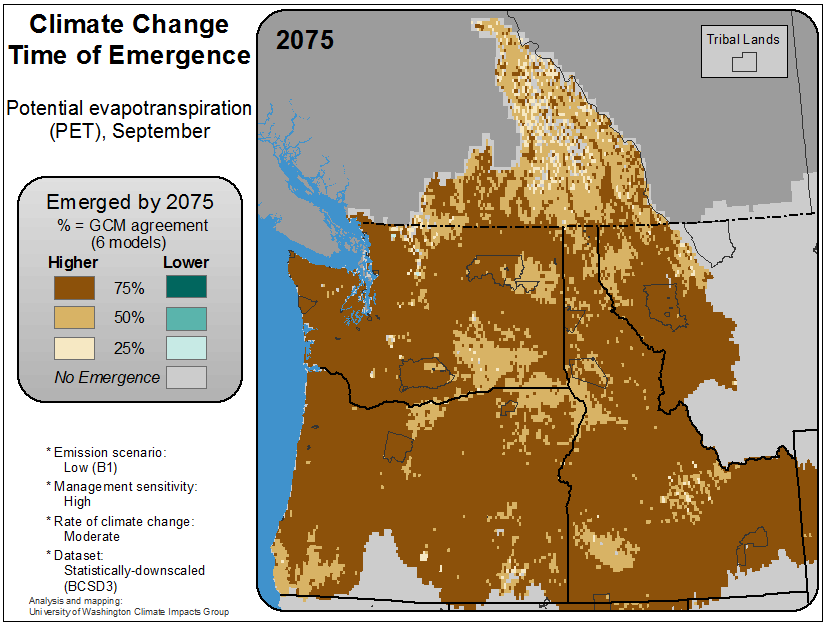 Climate Change
Time of Emergence
Potential evapotranspiration
(PET), September
Emerged by 2075
% = GCM agreement
(6 models)
Higher Lower
75%
50%
25%
No Emergence
* Emission scenario:
Low (B1)
* Management sensitivity:
High
* Rate of climate change:
Moderate
* Dataset:
Statistically-downscaled
(BCSD3)
Analysis and mapping:
University of Washington Climate Impacts Group
2075
Tribal Lands